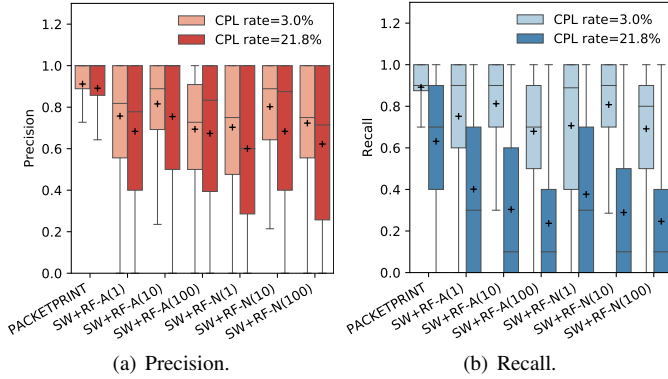 CPL rate=3.0%
CPL rate=21.8%
Precision
1.2
1.0
0.8
0.6
0.4
0.2
0.0
PACKETPRINT
SW+RF-A(1)
SW+RF-A(10)
SW+RF-A(100)
SW+RF-N(1)
SW+RF-N(10)
SW+RF-N(100)
(a) Precision.
CPL rate=3.0%
CPL rate=21.8%
Recall
1.2
1.0
0.8
0.6
0.4
0.2
0.0
PACKETPRINT
SW+RF-A(1)
SW+RF-A(10)
SW+RF-A(100)
SW+RF-N(1)
SW+RF-N(10)
SW+RF-N(100)
(b) Recall.